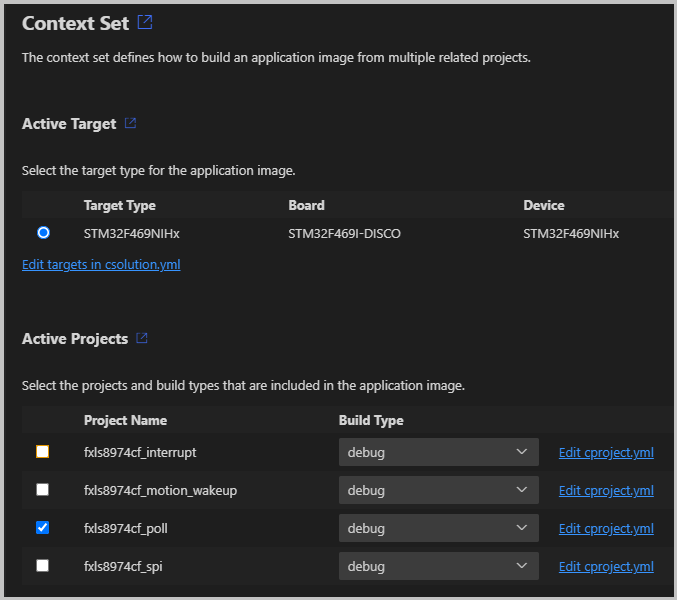 Context Set
The context set defines how to build an application image from multiple related projects.
Active Target
Select the target type for the application image.
Target Type Board Device
STM32F469NIHx STM32F469I-DISCO STM32F469NIHx
Edit targets in csolution.yml
Active Projects
Select the projects and build types that are included in the application image.
Project Name Build Type
fxls8974cf_interrupt debug Edit cproject.yml
fxls8974cf_motion_wakeup debug Edit cproject.yml
fxls8974cf_poll debug Edit cproject.yml
fxls8974cf_spi debug Edit cproject.yml